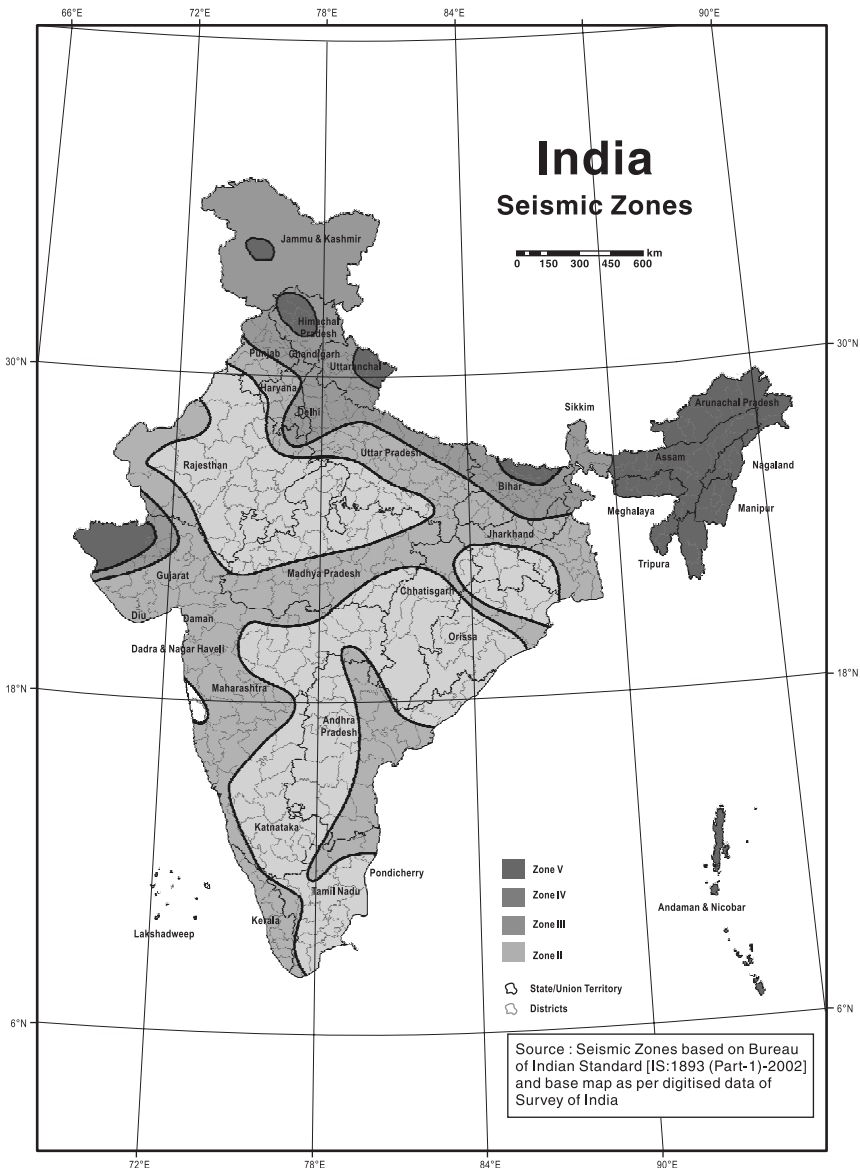 66°E 72°E 78°E 84°E 90°E
India
Seismic Zones
km
0 150 300 450 600
Jammu & Kashmir
Himachal
Pradesh
30°N
30°N
Punjab
Chandigarh
Uttaranchal
Haryana
Delhi
Sikkim
Arunachal Pradesh
Rajesthan
Uttar Pradesh
Assam
Nagaland
Bihar
Meghalaya
Manipur
Jharkhand
Tripura
Gujarat
Madhya Pradesh
Chhatisgarh
Diu
Daman
Orissa
Dadra & Nagar Haveli
18°N
18°N
Maharashtra
Andhra
Pradesh
Katnataka
Pondicherry
Tamil Nadu
Kerala
Lakshadweep
Andaman & Nicobar
Zone V
Zone IV
Zone III
Zone II
State/Union Territory
Districts
6°N
6°N
Source : Seismic Zones based on Bureau
of Indian Standard [IS:1893 (Part-1)-2002]
and base map as per digitised data of
Survey of India
72°E 78°E 84°E 90°E